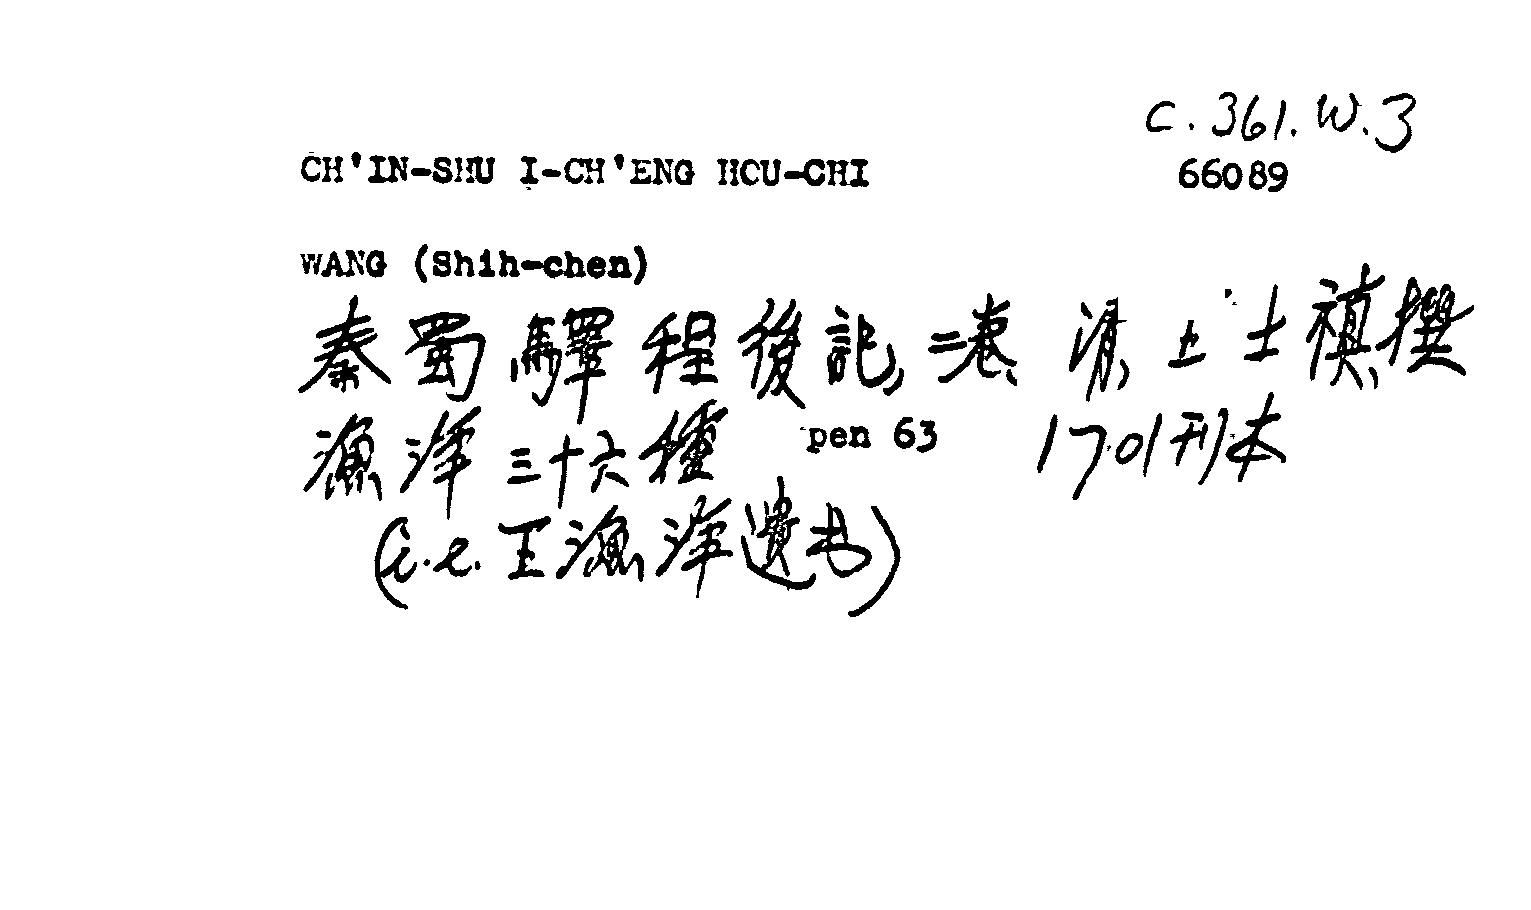 C.361.W.3
CH'IN-SHU I-CH'ENG HOU-CHI 66089
WANG (Shih-chen)
秦蜀驛程後記 二卷 清 王士禛撰
漁洋三十六種 pen 63 1701刊本
(i.e. 王漁洋遺书)